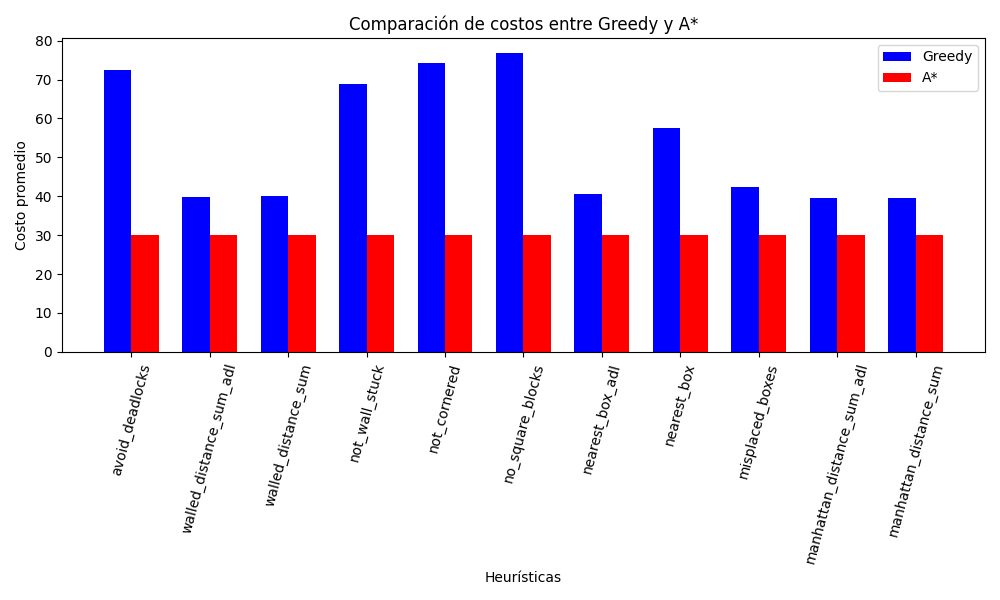 Comparación de costos entre Greedy y A*
Greedy
A*
Costo promedio
80
70
60
50
40
30
20
10
0
avoid_deadlocks
walled_distance_sum_adl
walled_distance_sum
not_wall_stuck
not_cornered
no_square_blocks
nearest_box_adl
nearest_box
misplaced_boxes
manhattan_distance_sum_adl
manhattan_distance_sum
Heurísticas